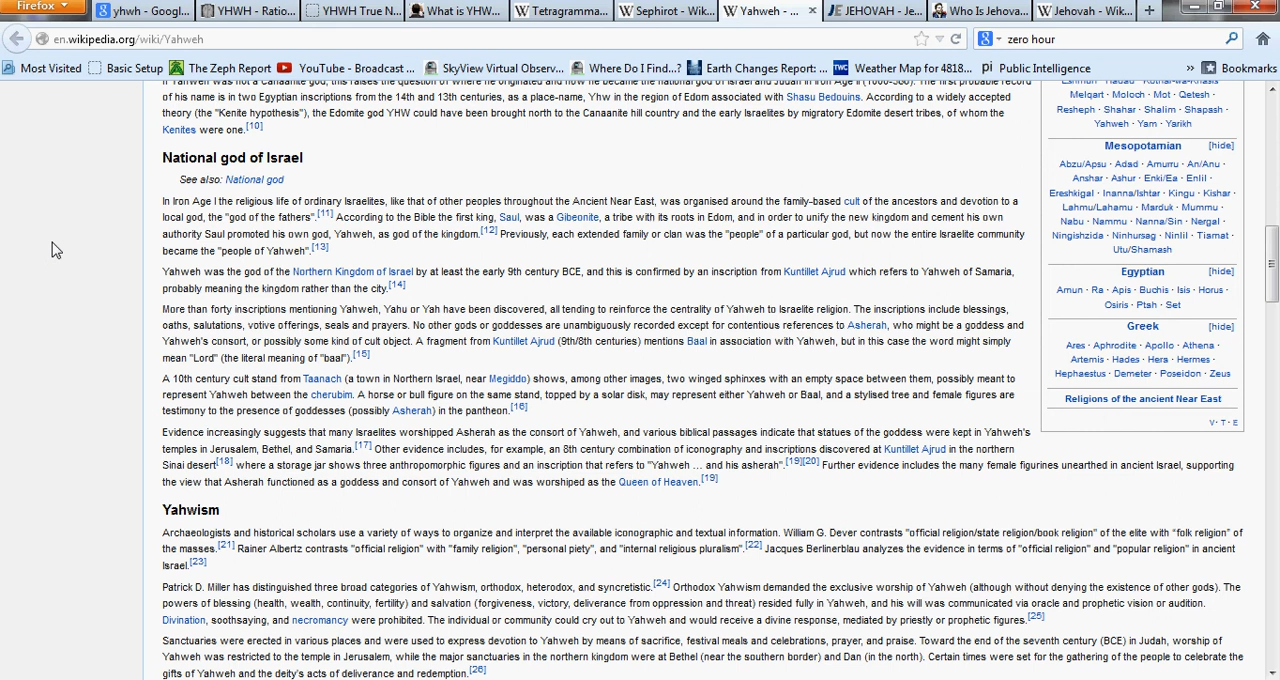 Firefox
yhwh - Googl...
YHWH - Ratio...
YHWH True N...
What is YHW...
Tetragramma...
Sephirot - Wik...
Yahweh - ...
JEHOVAH - Je...
Who Is Jehova...
Jehovah - Wik...
en.wikipedia.org/wiki/Yahweh
zero hour
Most Visited
Basic Setup
The Zeph Report
YouTube - Broadcast ...
SkyView Virtual Observ...
Where Do I Find...?
Earth Changes Report: ...
Weather Map for 4818...
Public Intelligence
»
Bookmarks
of his name is in two Egyptian inscriptions from the 14th and 13th centuries, as a place-name, Yhw in the region of Edom associated with Shasu Bedouins. According to a widely accepted
theory (the "Kenite hypothesis"), the Edomite god YHW could have been brought north to the Canaanite hill country and the early Israelites by migratory Edomite desert tribes, of whom the
Kenites were one.[10]
National god of Israel
See also: National god
In Iron Age I the religious life of ordinary Israelites, like that of other peoples throughout the Ancient Near East, was organised around the family-based cult of the ancestors and devotion to a
local god, the "god of the fathers".[11] According to the Bible the first king, Saul, was a Gibeonite, a tribe with its roots in Edom, and in order to unify the new kingdom and cement his own
authority Saul promoted his own god, Yahweh, as god of the kingdom.[12] Previously, each extended family or clan was the "people" of a particular god, but now the entire Israelite community
became the "people of Yahweh".[13]
Yahweh was the god of the Northern Kingdom of Israel by at least the early 9th century BCE, and this is confirmed by an inscription from Kuntillet Ajrud which refers to Yahweh of Samaria,
probably meaning the kingdom rather than the city.[14]
More than forty inscriptions mentioning Yahweh, Yahu or Yah have been discovered, all tending to reinforce the centrality of Yahweh to Israelite religion. The inscriptions include blessings,
oaths, salutations, votive offerings, seals and prayers. No other gods or goddesses are unambiguously recorded except for contentious references to Asherah, who might be a goddess and
Yahweh's consort, or possibly some kind of cult object. A fragment from Kuntillet Ajrud (9th/8th centuries) mentions Baal in association with Yahweh, but in this case the word might simply
mean "Lord" (the literal meaning of "baal").[15]
A 10th century cult stand from Taanach (a town in Northern Israel, near Megiddo) shows, among other images, two winged sphinxes with an empty space between them, possibly meant to
represent Yahweh between the cherubim. A horse or bull figure on the same stand, topped by a solar disk, may represent either Yahweh or Baal, and a stylised tree and female figures are
testimony to the presence of goddesses (possibly Asherah) in the pantheon.[16]
Evidence increasingly suggests that many Israelites worshipped Asherah as the consort of Yahweh, and various biblical passages indicate that statues of the goddess were kept in Yahweh's
temples in Jerusalem, Bethel, and Samaria.[17] Other evidence includes, for example, an 8th century combination of iconography and inscriptions discovered at Kuntillet Ajrud in the northern
Sinai desert[18] where a storage jar shows three anthropomorphic figures and an inscription that refers to "Yahweh ... and his asherah".[19][20] Further evidence includes the many female figurines unearthed in ancient Israel, supporting
the view that Asherah functioned as a goddess and consort of Yahweh and was worshiped as the Queen of Heaven.[19]
Yahwism
Archaeologists and historical scholars use a variety of ways to organize and interpret the available iconographic and textual information. William G. Dever contrasts "official religion/state religion/book religion" of the elite with "folk religion" of
the masses.[21] Rainer Albertz contrasts "official religion" with "family religion", "personal piety", and "internal religious pluralism".[22] Jacques Berlinerblau analyzes the evidence in terms of "official religion" and "popular religion" in ancient
Israel.[23]
Patrick D. Miller has distinguished three broad categories of Yahwism, orthodox, heterodox, and syncretistic.[24] Orthodox Yahwism demanded the exclusive worship of Yahweh (although without denying the existence of other gods). The
powers of blessing (health, wealth, continuity, fertility) and salvation (forgiveness, victory, deliverance from oppression and threat) resided fully in Yahweh, and his will was communicated via oracle and prophetic vision or audition.
Divination, soothsaying, and necromancy were prohibited. The individual or community could cry out to Yahweh and would receive a divine response, mediated by priestly or prophetic figures.[25]
Sanctuaries were erected in various places and were used to express devotion to Yahweh by means of sacrifice, festival meals and celebrations, prayer, and praise. Toward the end of the seventh century (BCE) in Judah, worship of
Yahweh was restricted to the temple in Jerusalem, while the major sanctuaries in the northern kingdom were at Bethel (near the southern border) and Dan (in the north). Certain times were set for the gathering of the people to celebrate the
gifts of Yahweh and the deity's acts of deliverance and redemption.[26]
Melqart · Moloch · Mot · Qetesh ·
Resheph · Shahar · Shalim · Shapash ·
Yahweh · Yam · Yarikh
Mesopotamian [hide]
Abzu/Apsu · Adad · Amurru · An/Anu ·
Anshar · Ashur · Enki/Ea · Enlil ·
Ereshkigal · Inanna/Ishtar · Kingu · Kishar ·
Lahmu/Lahamu · Marduk · Mummu ·
Nabu · Nammu · Nanna/Sin · Nergal ·
Ningishzida · Ninhursag · Ninlil · Tiamat ·
Utu/Shamash
Egyptian [hide]
Amun · Ra · Apis · Buchis · Isis · Horus ·
Osiris · Ptah · Set
Greek [hide]
Ares · Aphrodite · Apollo · Athena ·
Artemis · Hades · Hera · Hermes ·
Hephaestus · Demeter · Poseidon · Zeus
Religions of the ancient Near East
V · T · E